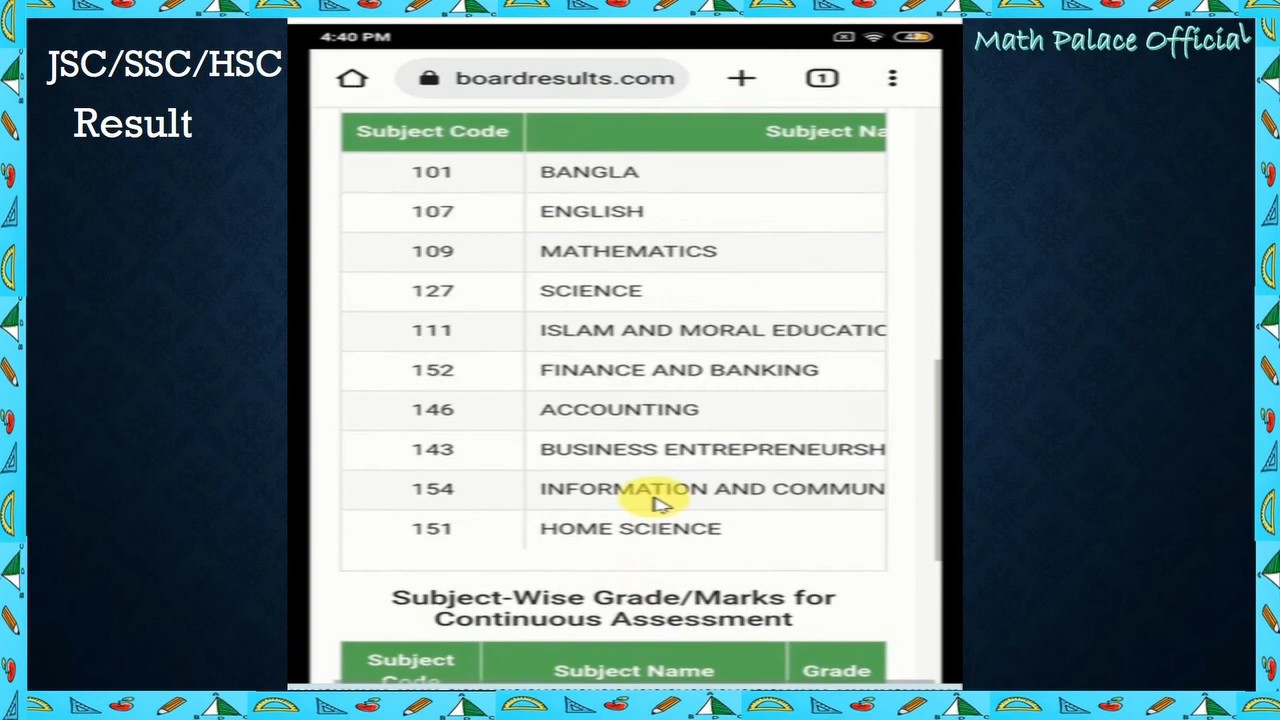 JSC/SSC/HSC
Result
Math Palace Official
4:40 PM
boardresults.com
1
Subject Code Subject Na
101 BANGLA
107 ENGLISH
109 MATHEMATICS
127 SCIENCE
111 ISLAM AND MORAL EDUCATIO
152 FINANCE AND BANKING
146 ACCOUNTING
143 BUSINESS ENTREPRENEURSH
154 INFORMATION AND COMMUN
151 HOME SCIENCE
Subject-Wise Grade/Marks for
Continuous Assessment
Subject Code Subject Name Grade